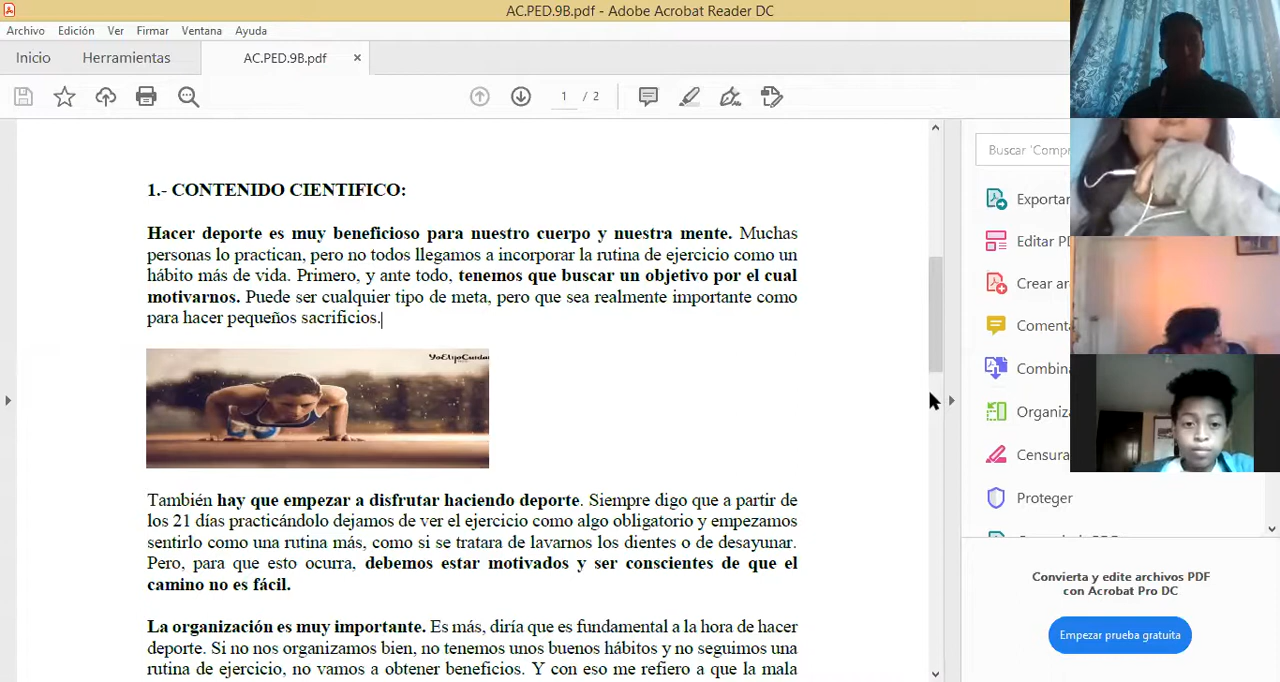 AC.PED.9B.pdf - Adobe Acrobat Reader DC
Archivo Edición Ver Firmar Ventana Ayuda
Inicio Herramientas AC.PED.9B.pdf ×
1 / 2
Buscar 'Comp
1.- CONTENIDO CIENTIFICO:
Hacer deporte es muy beneficioso para nuestro cuerpo y nuestra mente. Muchas
personas lo practican, pero no todos llegamos a incorporar la rutina de ejercicio como un
hábito más de vida. Primero, y ante todo, tenemos que buscar un objetivo por el cual
motivarnos. Puede ser cualquier tipo de meta, pero que sea realmente importante como
para hacer pequeños sacrificios.
YoElijoCuidar
También hay que empezar a disfrutar haciendo deporte. Siempre digo que a partir de
los 21 días practicándolo dejamos de ver el ejercicio como algo obligatorio y empezamos
sentirlo como una rutina más, como si se tratara de lavarnos los dientes o de desayunar.
Pero, para que esto ocurra, debemos estar motivados y ser conscientes de que el
camino no es fácil.
La organización es muy importante. Es más, diría que es fundamental a la hora de hacer
deporte. Si no nos organizamos bien, no tenemos unos buenos hábitos y no seguimos una
rutina de ejercicio, no vamos a obtener beneficios. Y con eso me refiero a que la mala
Exportar
Editar PD
Crear ar
Comenta
Combina
Organiza
Censura
Proteger
Convierta y edite archivos PDF
con Acrobat Pro DC
Empezar prueba gratuita